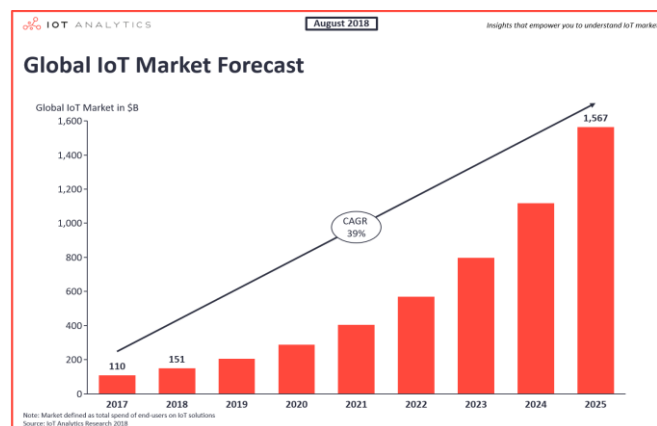 IOT ANALYTICS
August 2018
Insights that empower you to understand IoT market
Global IoT Market Forecast
Global IoT Market in $B
1,600
1,400
1,200
1,000
800
600
400
200
0
CAGR
39%
110
151
1,567
2017 2018 2019 2020 2021 2022 2023 2024 2025
Note: Market defined as total spend of end-users on IoT solutions
Source: IoT Analytics Research 2018